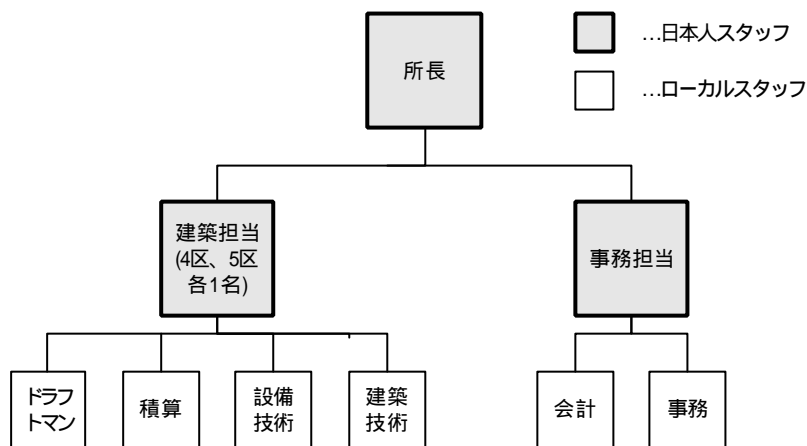 所長
…日本人スタッフ
…ローカルスタッフ
建築担当
(4区、5区
各1名)
事務担当
ドラフ
トマン
積算
設備
技術
建築
技術
会計
事務